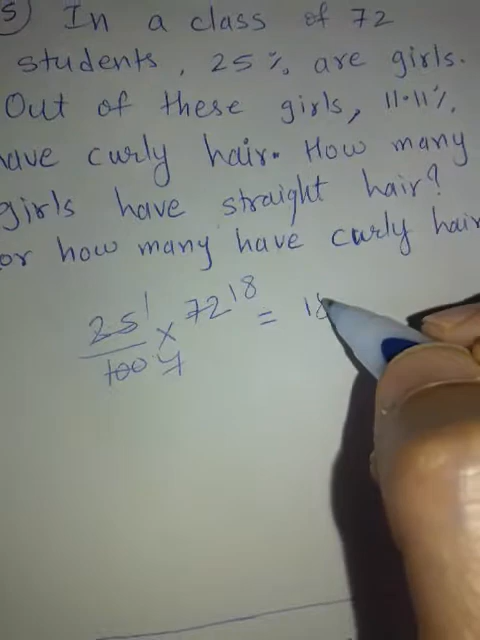 5) In a class of 72
students, 25% are girls.
Out of these girls, 11.11%
have curly hair. How many
girls have straight hair?
or how many have curly hair
25 1 × 72 18 = 18
100 4